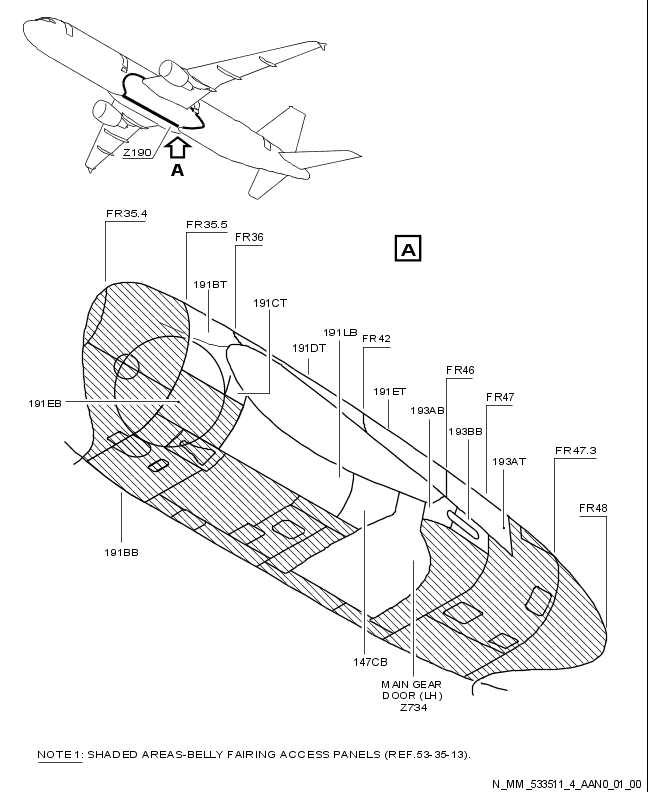 Z190
A
FR35.4
FR35.5
FR36
A
191BT
191CT
191LB
FR42
191DT
FR46
191ET
FR47
191EB
193AB
193BB
FR47.3
193AT
FR48
191BB
147CB
MAIN GEAR
DOOR (LH)
Z734
NOTE 1: SHADED AREAS-BELLY FAIRING ACCESS PANELS (REF.53-35-13).
N_MM_533511_4_AAN0_01_00